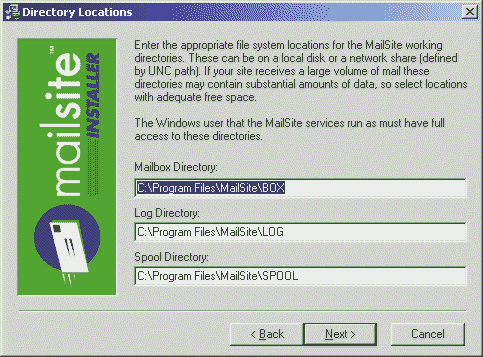 Directory Locations
mailsite™
INSTALLER
Enter the appropriate file system locations for the MailSite working
directories. These can be on a local disk or a network share (defined
by UNC path). If your site receives a large volume of mail these
directories may contain substantial amounts of data, so select locations
with adequate free space.
The Windows user that the MailSite services run as must have full
access to these directories.
Mailbox Directory:
C:\Program Files\MailSite\BOX
Log Directory:
C:\Program Files\MailSite\LOG
Spool Directory:
C:\Program Files\MailSite\SPOOL
< Back Next > Cancel